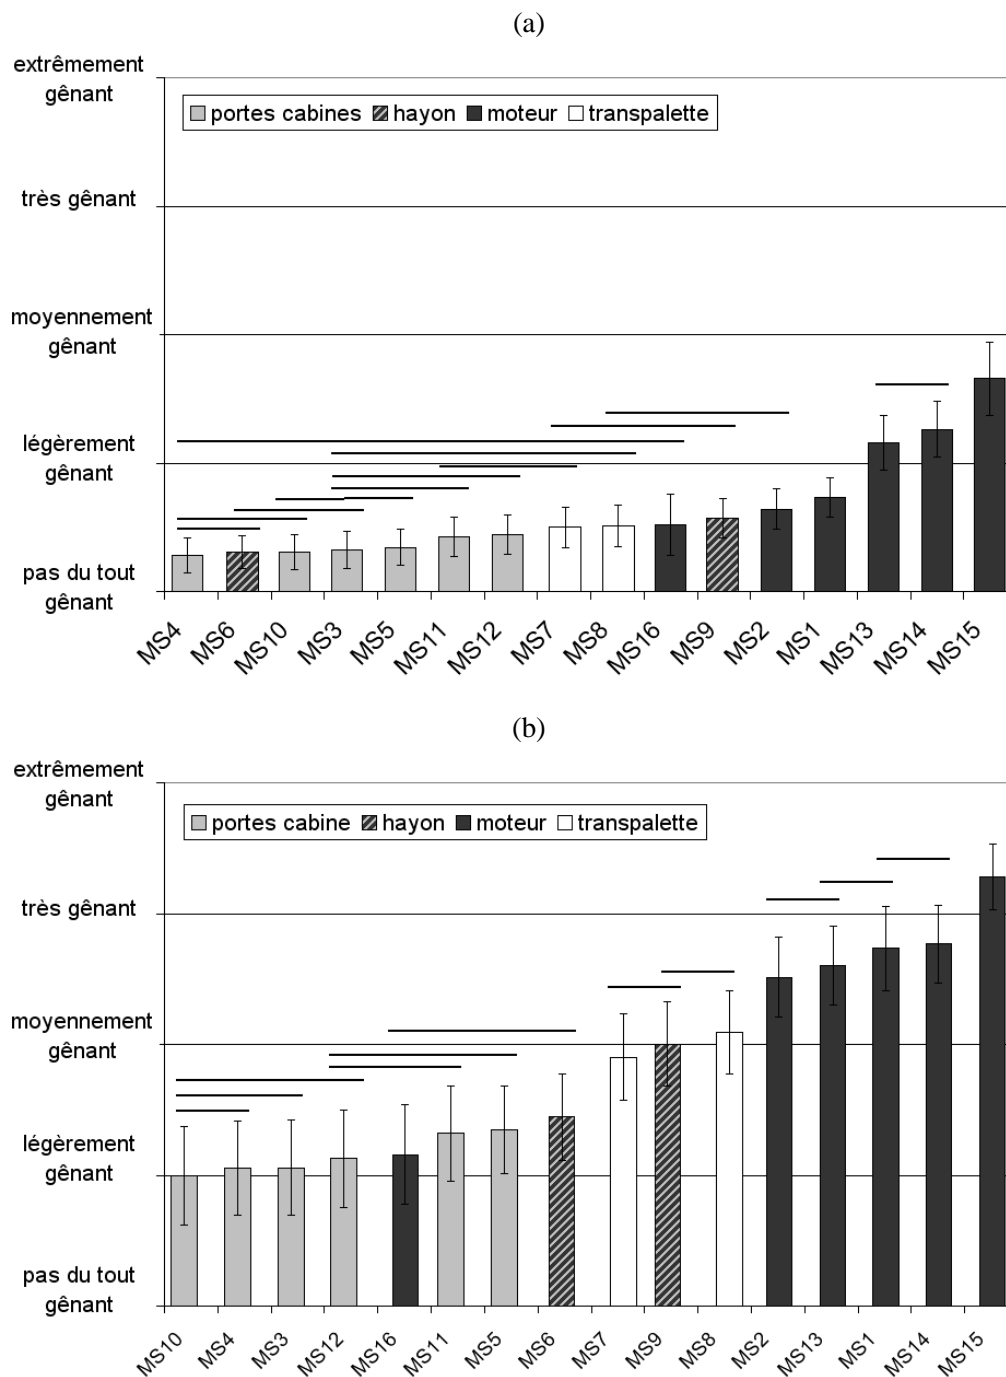 (a)
extrêmement
gênant
portes cabines hayon moteur transpalette
très gênant
moyennement
gênant
légèrement
gênant
pas du tout
gênant
MS4 MS6 MS10 MS3 MS5 MS11 MS12 MS7 MS8 MS16 MS9 MS2 MS1 MS13 MS14 MS15
(b)
extrêmement
gênant
portes cabine hayon moteur transpalette
très gênant
moyennement
gênant
légèrement
gênant
pas du tout
gênant
MS10 MS4 MS3 MS12 MS16 MS11 MS5 MS6 MS7 MS9 MS8 MS2 MS13 MS1 MS14 MS15